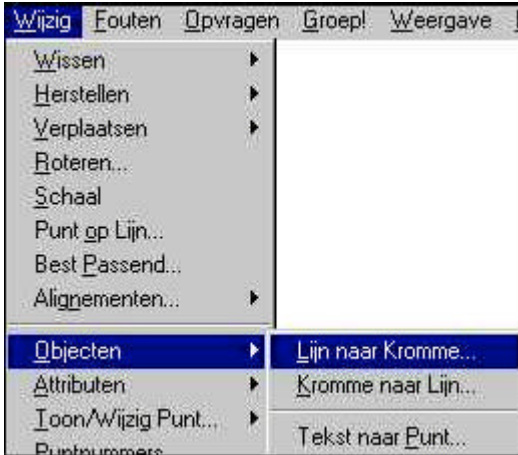 Wijzig Fouten Opvragen Groep! Weergave
Wissen
Herstellen
Verplaatsen
Roteren...
Schaal
Punt op Lijn...
Best Passend...
Alignementen...
Objecten
Lijn naar Kromme...
Attributen
Kromme naar Lijn...
Toon/Wijzig Punt...
Tekst naar Punt...
Puntnummers